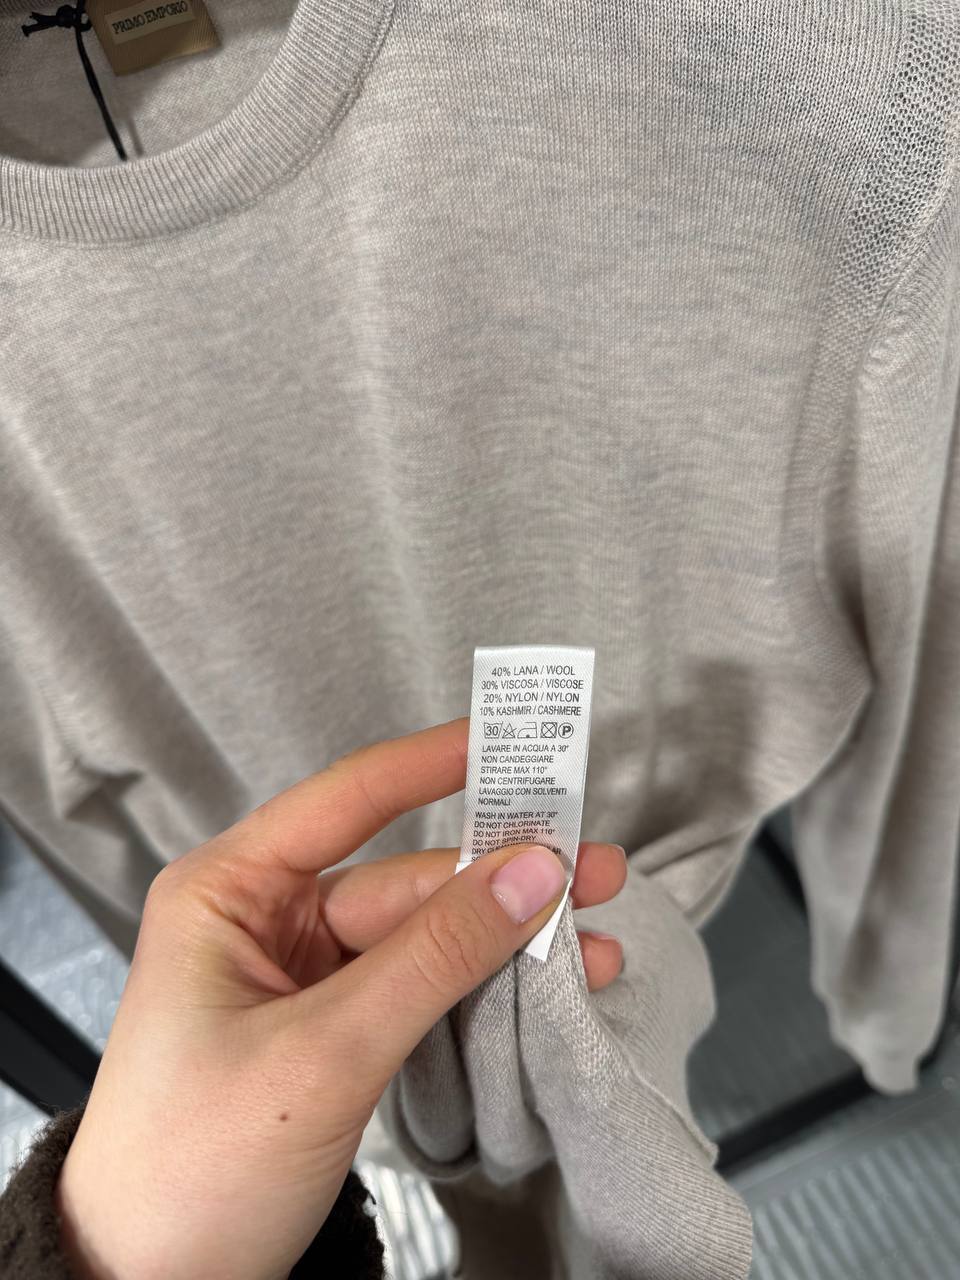 PRIMO EMPORIO
40% LANA / WOOL
30% VISCOSA / VISCOSE
20% NYLON / NYLON
10% KASHMIR / CASHMERE
30 P
LAVARE IN ACQUA A 30°
NON CANDEGGIARE
STIRARE MAX 110°
NON CENTRIFUGARE
LAVAGGIO CON SOLVENTI
NORMALI
WASH IN WATER AT 30°
DO NOT CHLORINATE
DO NOT IRON MAX 110°
DO NOT SPIN-DRY
DRY